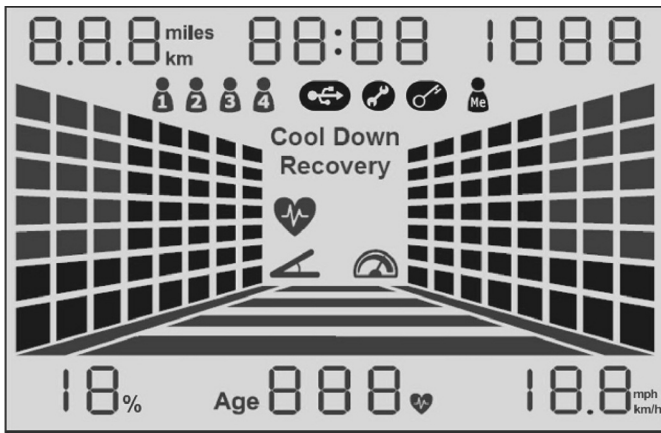 8.8.8 miles km 88:88 1888
1 2 3 4 Me
Cool Down
Recovery
18% Age 888 18.8 mph km/h